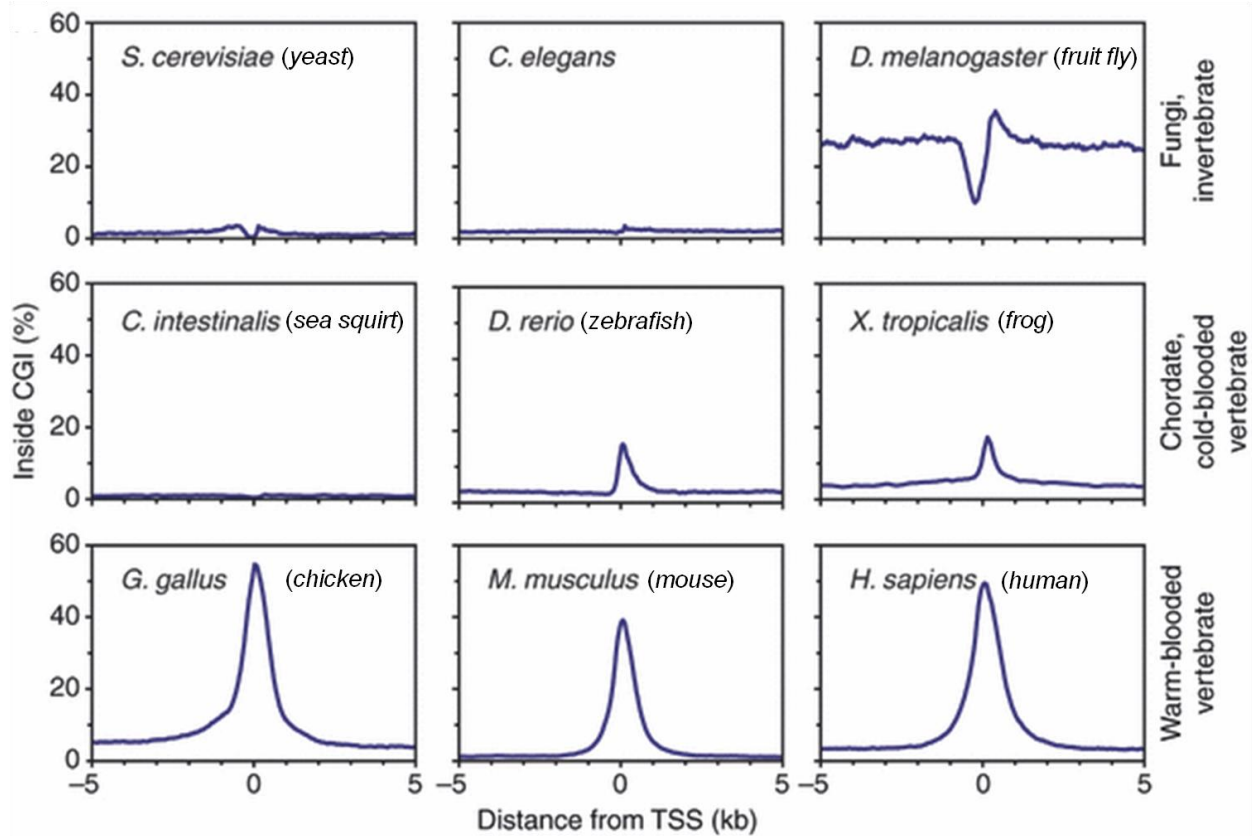 60
40
20
0
S. cerevisiae (yeast)
C. elegans
D. melanogaster (fruit fly)
Fungi,
invertebrate
Inside CGI (%)
60
40
20
0
C. intestinalis (sea squirt)
D. rerio (zebrafish)
X. tropicalis (frog)
Chordate,
cold-blooded
vertebrate
60
40
20
0
G. gallus (chicken)
M. musculus (mouse)
H. sapiens (human)
Warm-blooded
vertebrate
–5 0 5 –5 0 5 –5 0 5
Distance from TSS (kb)